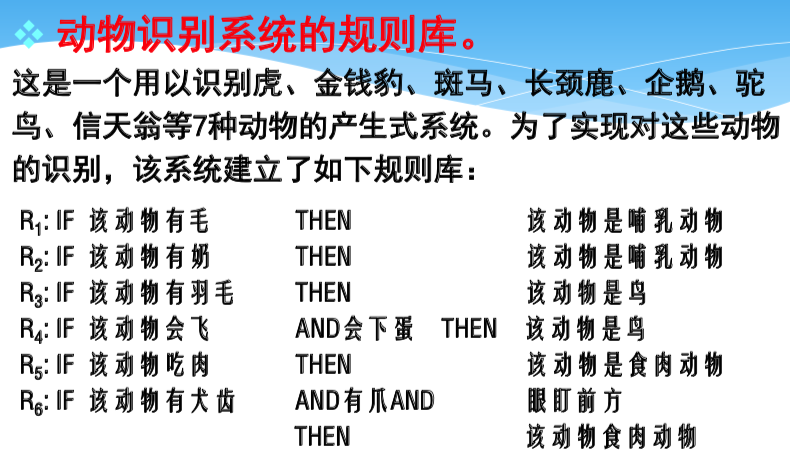 动物识别系统的规则库。
这是一个用以识别虎、金钱豹、斑马、长颈鹿、企鹅、驼
鸟、信天翁等7种动物的产生式系统。为了实现对这些动物
的识别，该系统建立了如下规则库：
R1: IF 该动物有毛 THEN 该动物是哺乳动物
R2: IF 该动物有奶 THEN 该动物是哺乳动物
R3: IF 该动物有羽毛 THEN 该动物是鸟
R4: IF 该动物会飞 AND会下蛋 THEN 该动物是鸟
R5: IF 该动物吃肉 THEN 该动物是食肉动物
R6: IF 该动物有犬齿 AND有爪AND 眼盯前方
THEN 该动物食肉动物